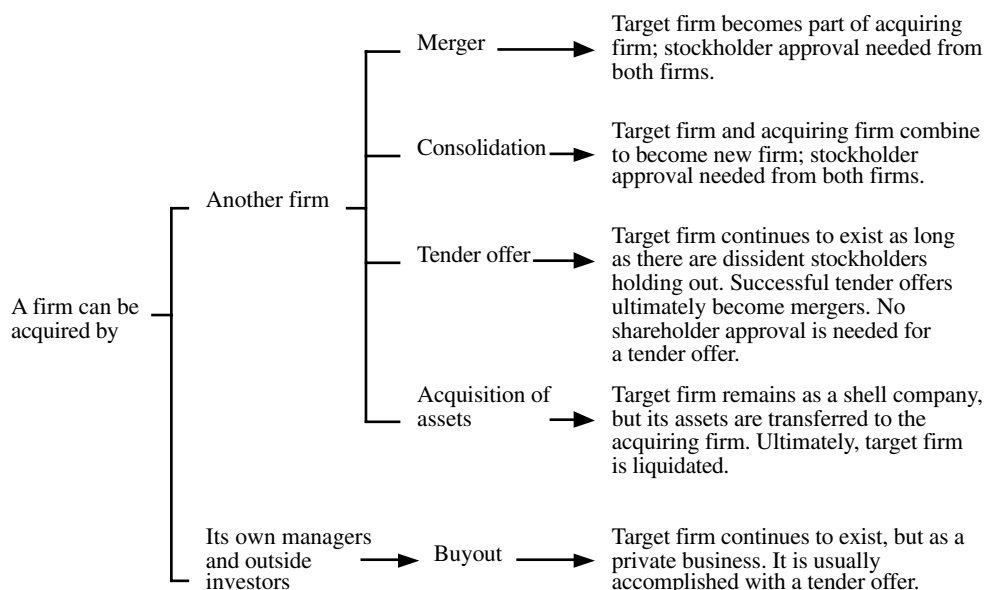 A firm can be
acquired by
Another firm
Merger
Target firm becomes part of acquiring
firm; stockholder approval needed from
both firms.
Consolidation
Target firm and acquiring firm combine
to become new firm; stockholder
approval needed from both firms.
Tender offer
Target firm continues to exist as long
as there are dissident stockholders
holding out. Successful tender offers
ultimately become mergers. No
shareholder approval is needed for
a tender offer.
Acquisition of
assets
Target firm remains as a shell company,
but its assets are transferred to the
acquiring firm. Ultimately, target firm
is liquidated.
Its own managers
and outside
investors
Buyout
Target firm continues to exist, but as a
private business. It is usually
accomplished with a tender offer.